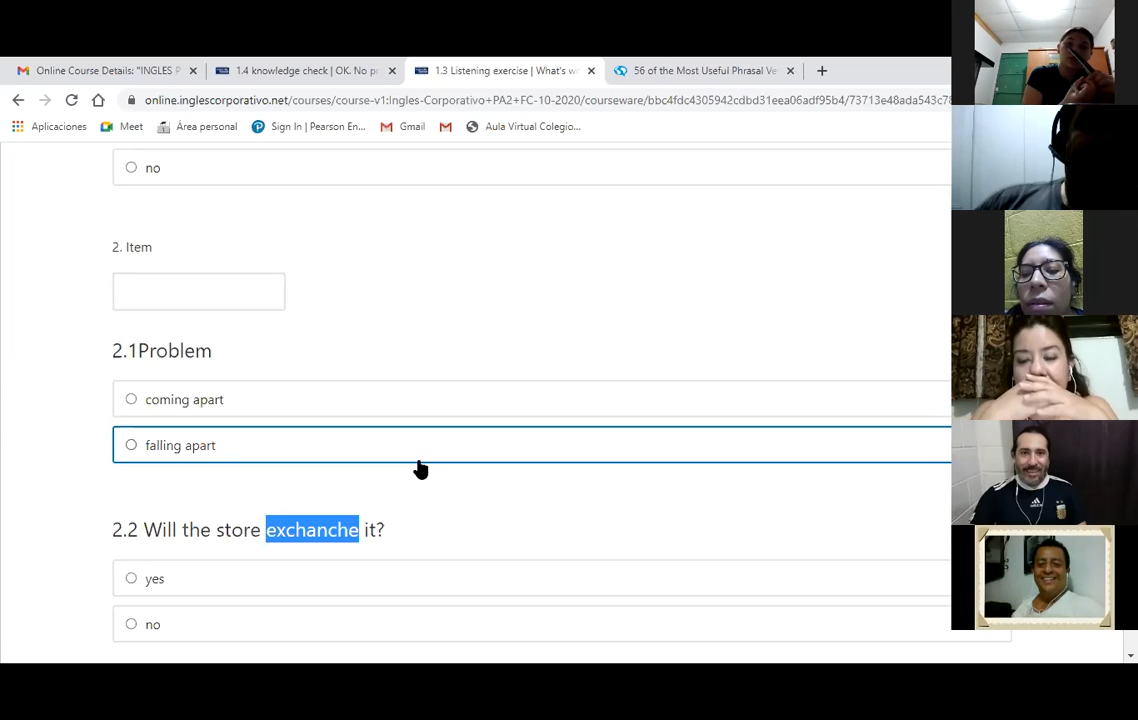 Online Course Details: "INGLES P
1.4 knowledge check | OK. No pr
1.3 Listening exercise | What's w
56 of the Most Useful Phrasal Ve
online.inglescorporativo.net/courses/course-v1:Ingles-Corporativo+PA2+FC-10-2020/courseware/bbc4fdc4305942cdbd31eea06adf95b4/73713e48ada543c78
Aplicaciones
Meet
Área personal
Sign In | Pearson En...
Gmail
Aula Virtual Colegio...
no
2. Item
2.1Problem
coming apart
falling apart
2.2 Will the store exchanche it?
yes
no